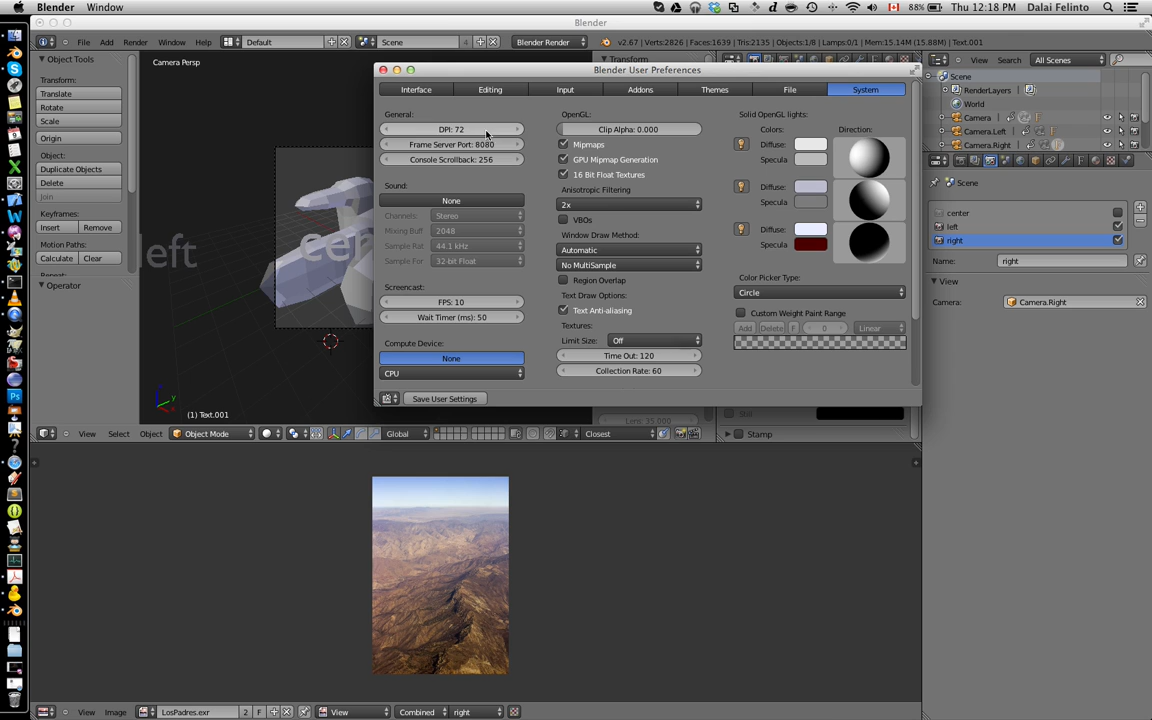 Blender Window 88% Thu 12:18 PM Dalai Felinto
Blender
File Add Render Window Help Default Scene 4 Blender Render v2.67 | Verts:2826 | Faces:1639 | Tris:2135 | Objects:1/8 | Lamps:0/1 | Mem:15.14M (15.88M) | Text.001
View Search All Scenes
Object Tools
Transform:
Translate
Rotate
Scale
Origin
Object:
Duplicate Objects
Delete
Join
Keyframes:
Insert Remove
Motion Paths:
Calculate Clear
Repeat:
Operator
Camera Persp
left
cen
(1) Text.001
Transform
Blender User Preferences
Interface Editing Input Addons Themes File System
General:
DPI: 72
Frame Server Port: 8080
Console Scrollback: 256
Sound:
None
Channels: Stereo
Mixing Buff 2048
Sample Rat 44.1 kHz
Sample For 32-bit Float
Screencast:
FPS: 10
Wait Timer (ms): 50
Compute Device:
None
CPU
Save User Settings
OpenGL:
Clip Alpha: 0.000
Mipmaps
GPU Mipmap Generation
16 Bit Float Textures
Anisotropic Filtering
2x
VBOs
Window Draw Method:
Automatic
No MultiSample
Region Overlap
Text Draw Options:
Text Anti-aliasing
Textures:
Limit Size: Off
Time Out: 120
Collection Rate: 60
Solid OpenGL lights:
Colors: Direction:
Diffuse:
Specula
Diffuse:
Specula
Diffuse:
Specula
Color Picker Type:
Circle
Custom Weight Paint Range
Add Delete F 0 Linear
Scene
RenderLayers
World
Camera
Camera.Left
Camera.Right
Scene
center
left
right
Name: right
View
Camera: Camera.Right
Lens 35.000
Still
Stamp
View Select Object Object Mode Global Closest
View Image LosPadres.exr 2 F View Combined right